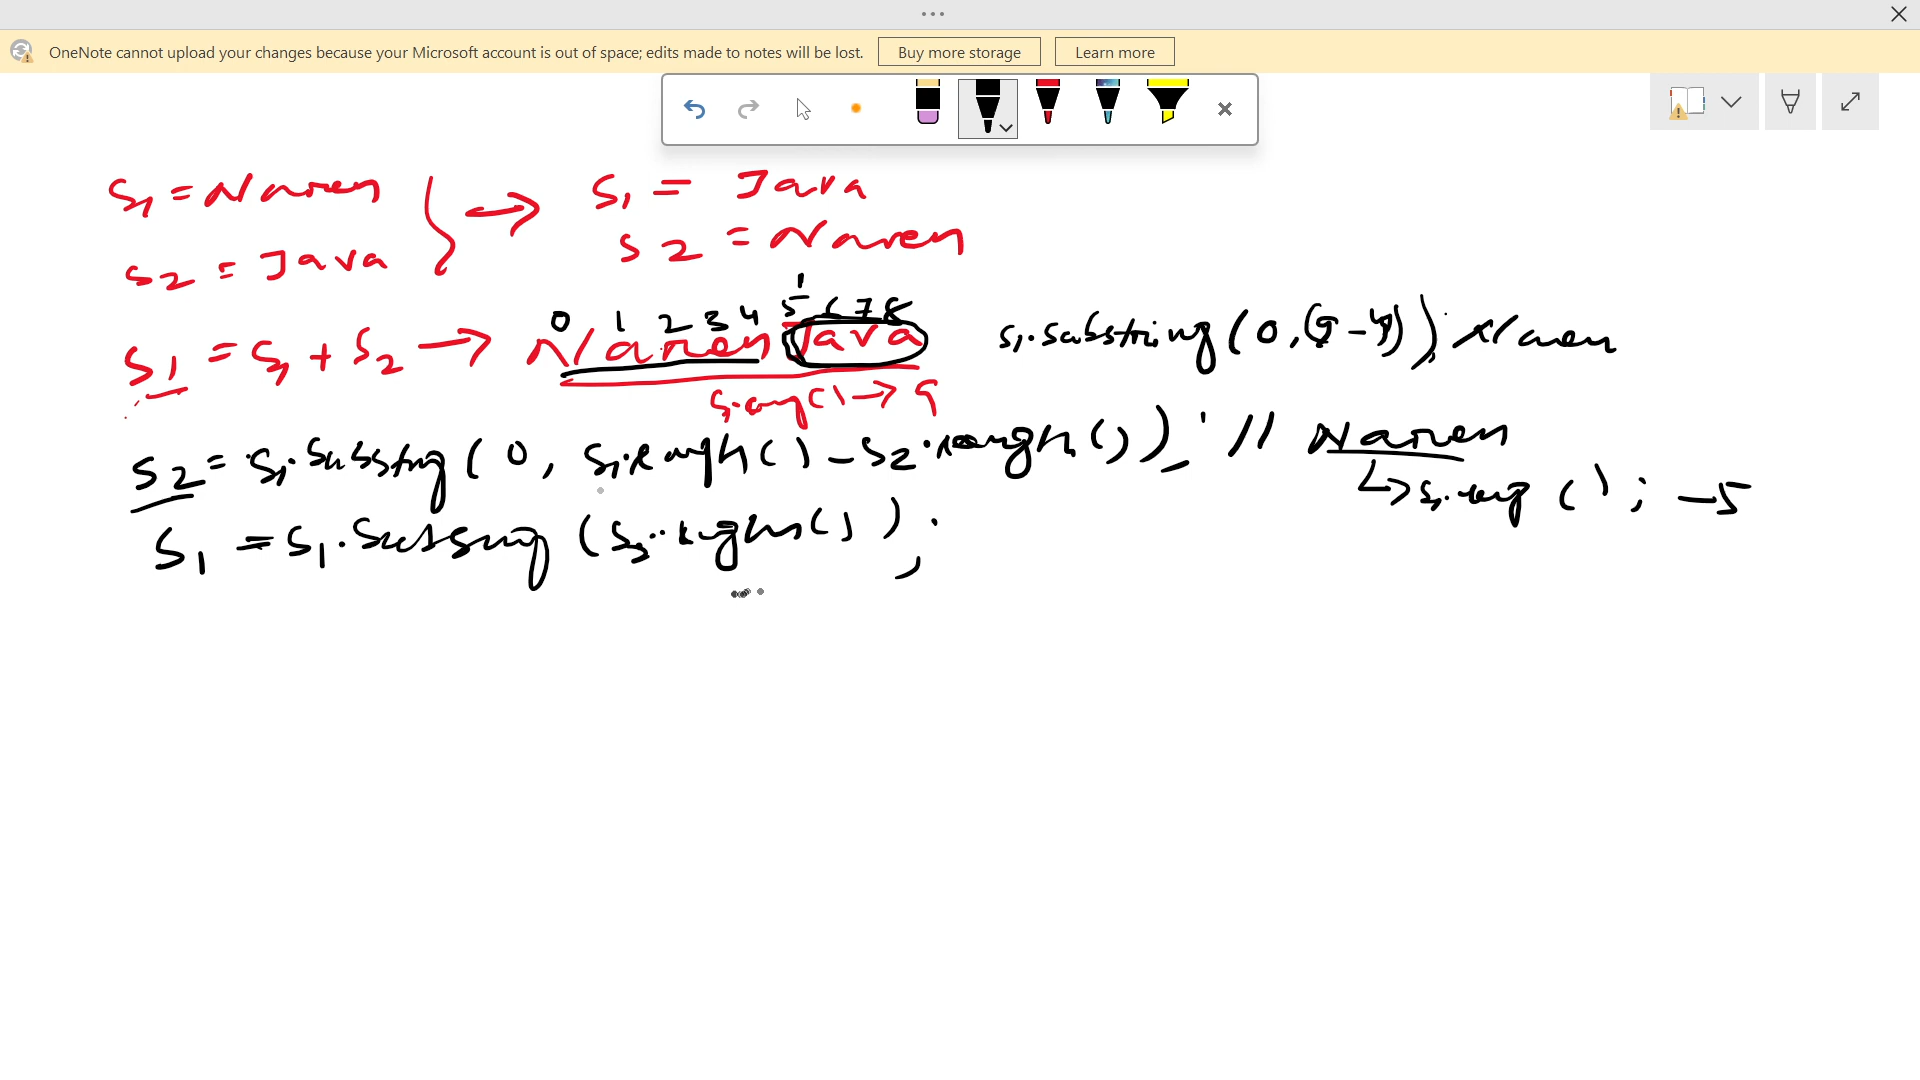 OneNote cannot upload your changes because your Microsoft account is out of space; edits made to notes will be lost. Buy more storage Learn more
S1 = Naren
S2 = Java
S1 = Java
S2 = Naren
0 1 2 3 4 5 6 7 8
S1 = S1 + S2 → Naren Java
S1.substring(0,(9-4)); Naren
→ 9
S2 = S1.substring(0, S1.length() - S2.length()); // Naren
→ 5
S1 = S1.substring(S2.length());